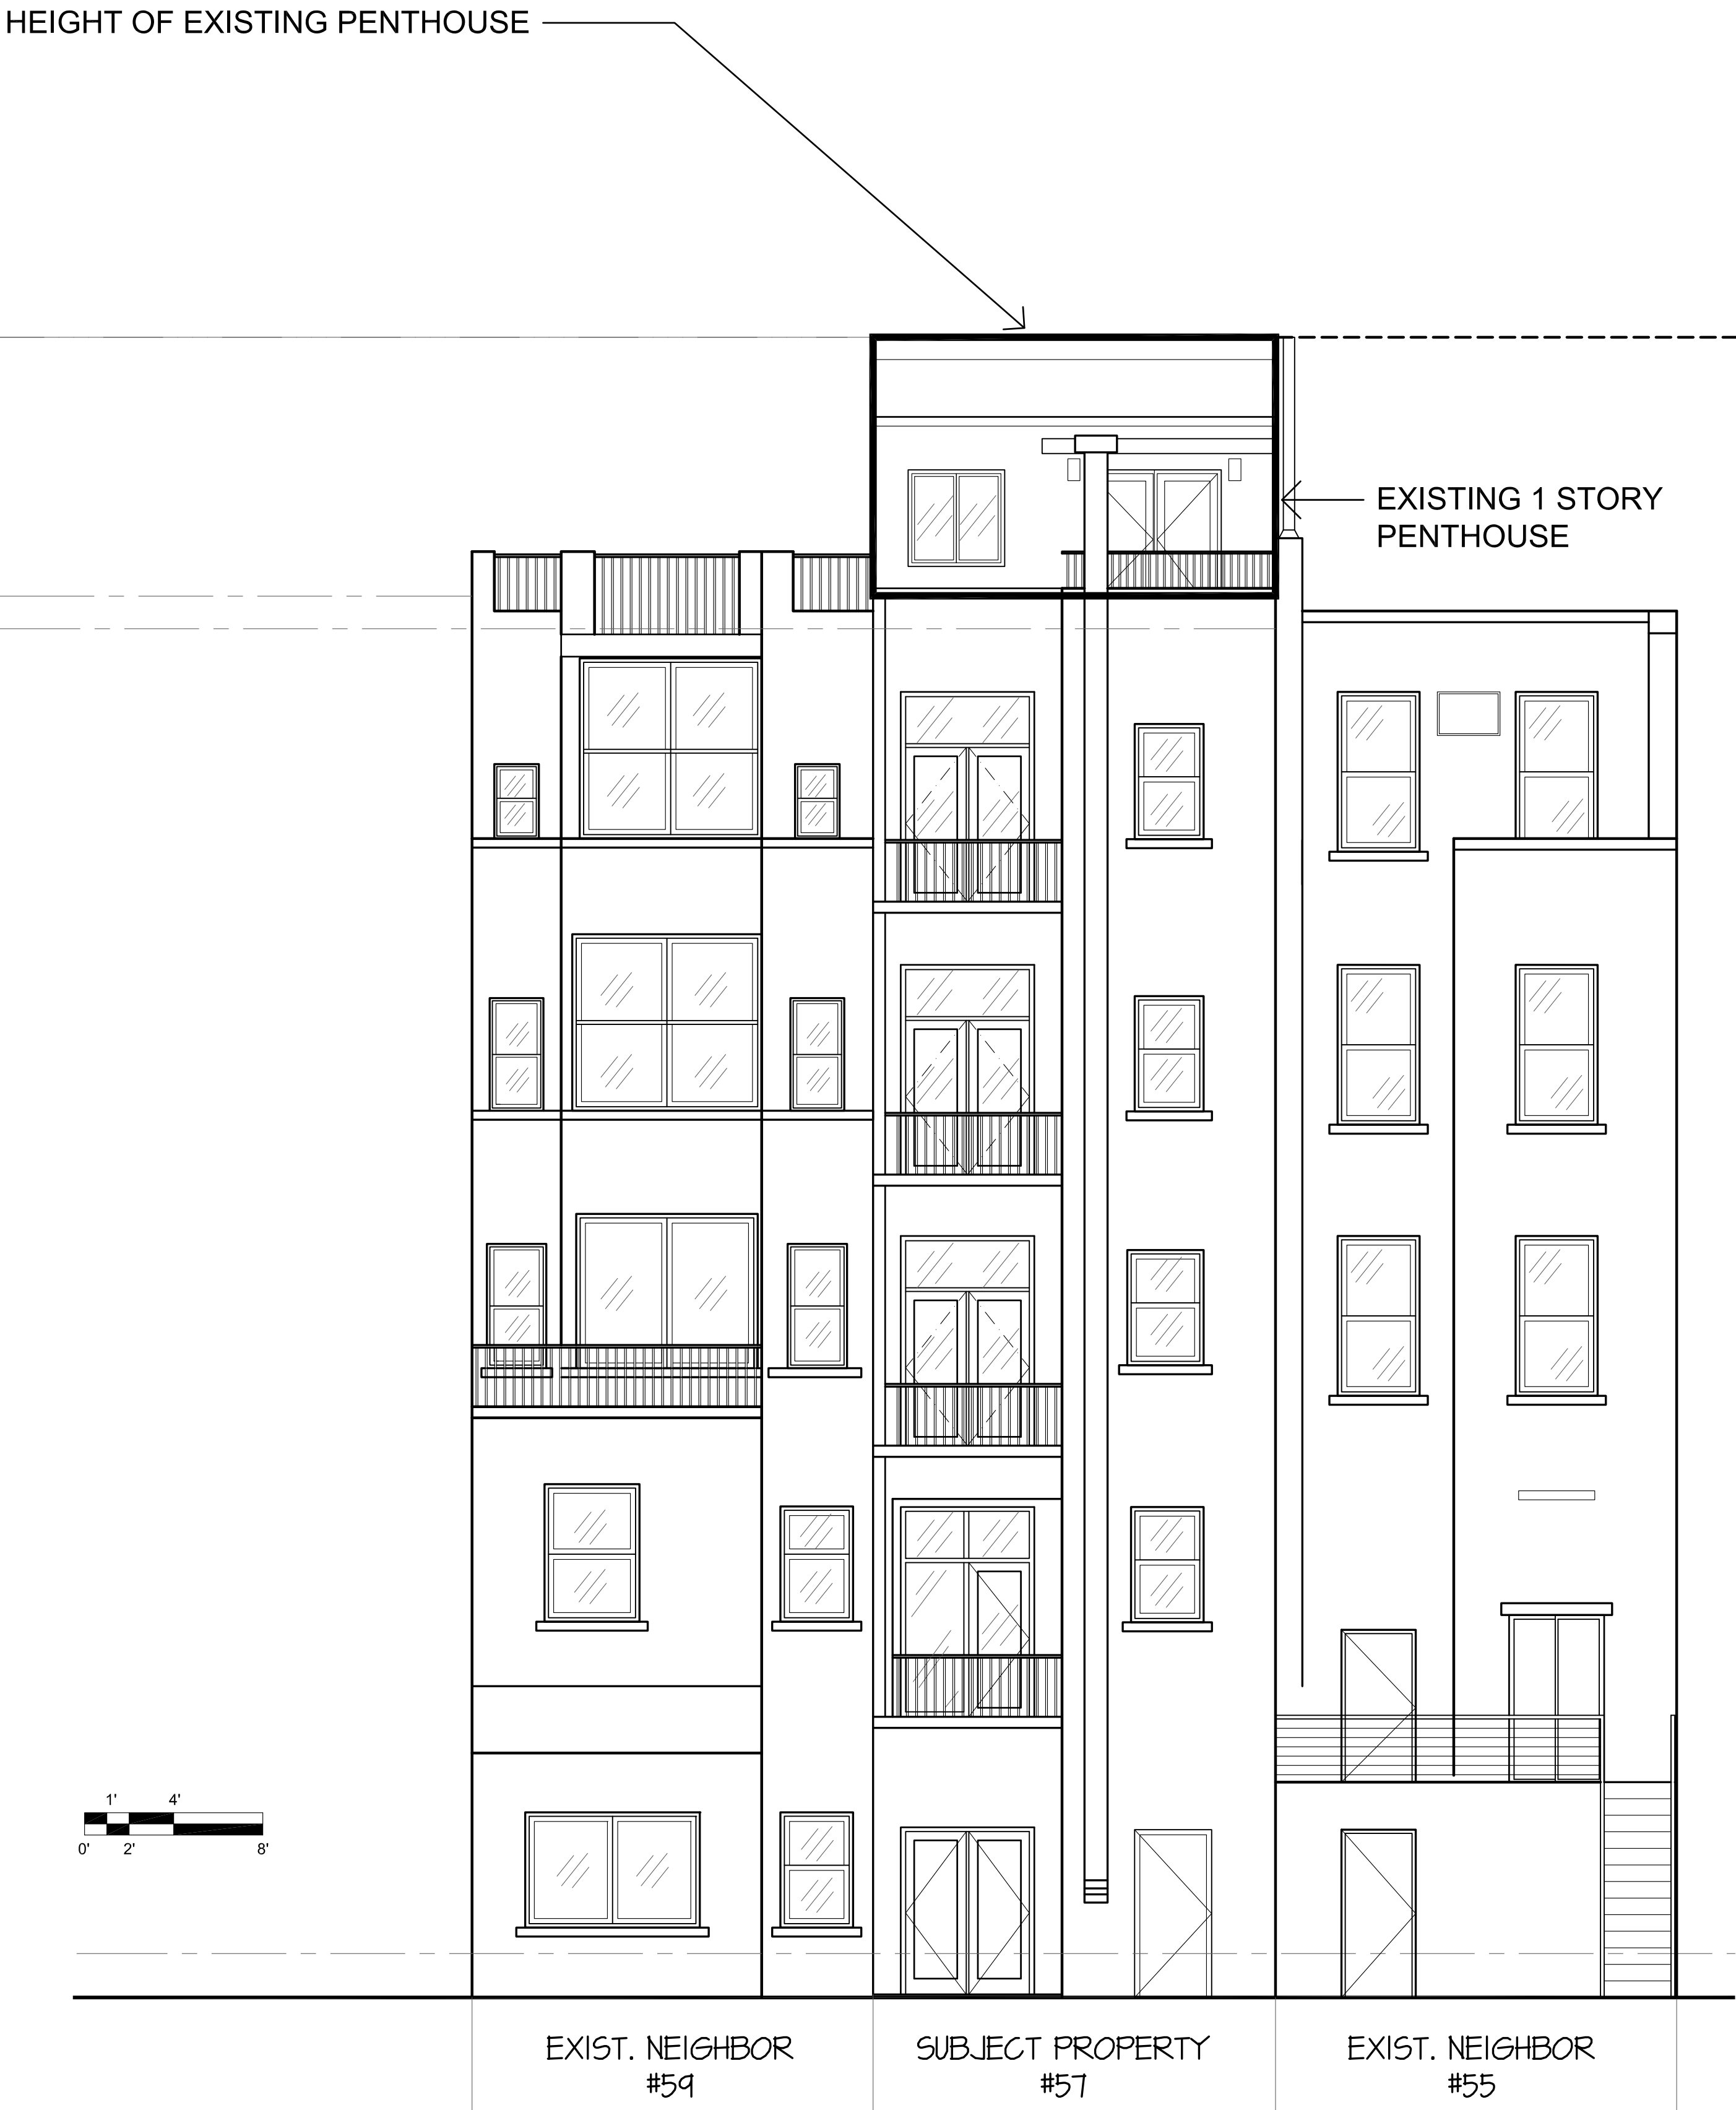 HEIGHT OF EXISTING PENTHOUSE
EXISTING 1 STORY
PENTHOUSE
1' 4'
0' 2' 8'
EXIST. NEIGHBOR
#59
SUBJECT PROPERTY
#57
EXIST. NEIGHBOR
#55